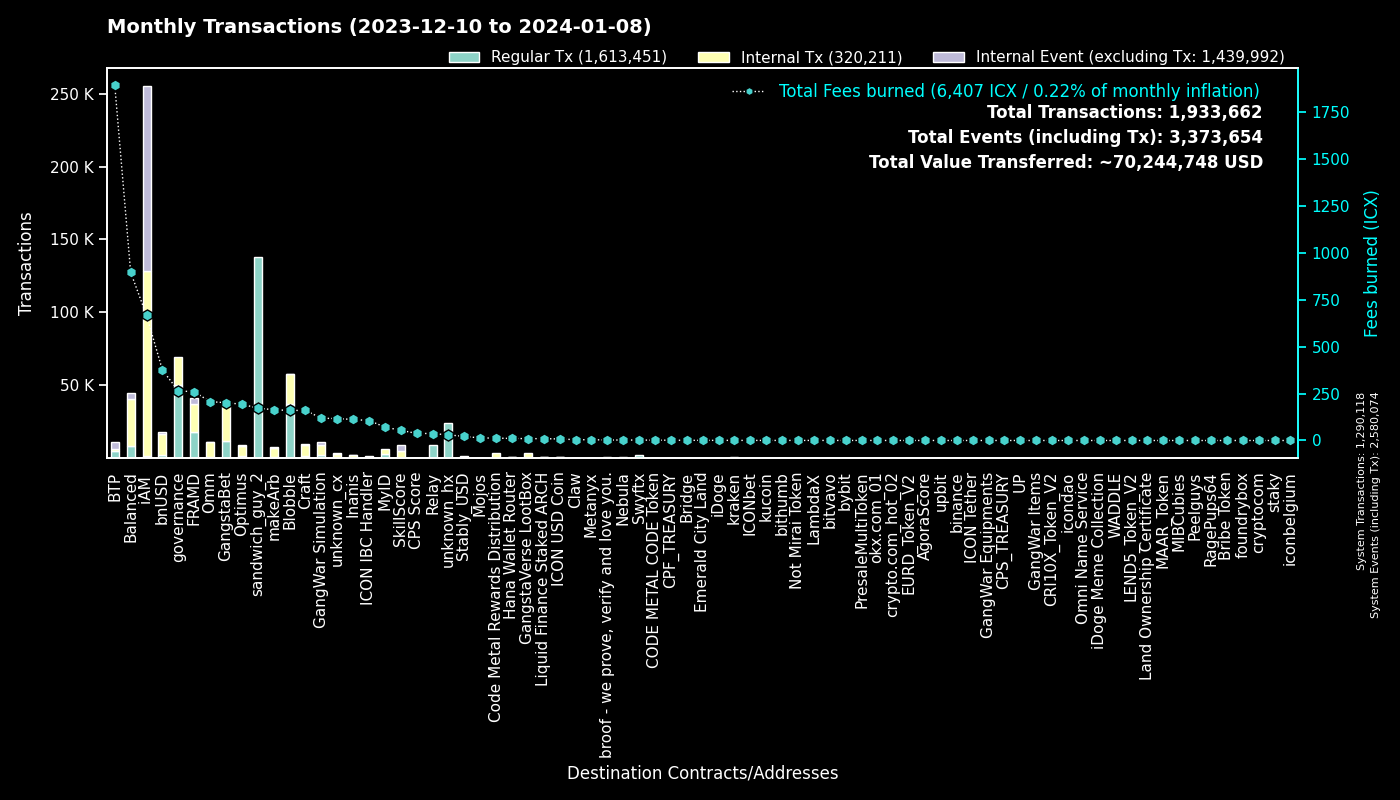 Monthly Transactions (2023-12-10 to 2024-01-08)
Regular Tx (1,613,451)
Internal Tx (320,211)
Internal Event (excluding Tx: 1,439,992)
Total Fees burned (6,407 ICX / 0.22% of monthly inflation)
Total Transactions: 1,933,662
Total Events (including Tx): 3,373,654
Total Value Transferred: ~70,244,748 USD
Transactions
250 K
200 K
150 K
100 K
50 K
1750
1500
1250
1000
750
500
250
0
Fees burned (ICX)
System Transactions: 1,290,118
System Events (including Tx): 2,580,074
BTP
Balanced
iAM
bnUSD
governance
FRAMD
Omm
GangstaBet
Optimus
sandwich_guy_2
makeArb
Blobble
Craft
GangWar Simulation
unknown_cx
Inanis
ICON IBC Handler
MyID
SkillScore
CPS Score
Relay
unknown_hx
Stably_USD
Mojos
Code Metal Rewards Distribution
Hana Wallet Router
GangstaVerse LootBox
Liquid Finance Staked ARCH
ICON USD Coin
Claw
Metanyx
broof - we prove, verify and love you.
Nebula
Swyftx
CODE METAL CODE Token
CPF_TREASURY
Bridge
Emerald City Land
iDoge
kraken
ICONbet
kucoin
bithumb
Not Mirai Token
LambdaX
bitvavo
bybit
PresaleMultiToken
okx.com_01
crypto.com_hot_02
EURD_Token_V2
AgoraScore
upbit
binance
ICON Tether
GangWar Equipments
CPS_TREASURY
UP
GangWar Items
CRI10X_Token_V2
icondao
Omni Name Service
iDoge Meme Collection
WADDLE
LEND5_Token_V2
Land Ownership Certificate
MAAR_Token
MIBCubies
Peelguys
RagePups64
Bribe Token
foundrybox
cryptocom
staky
iconbelgium
Destination Contracts/Addresses